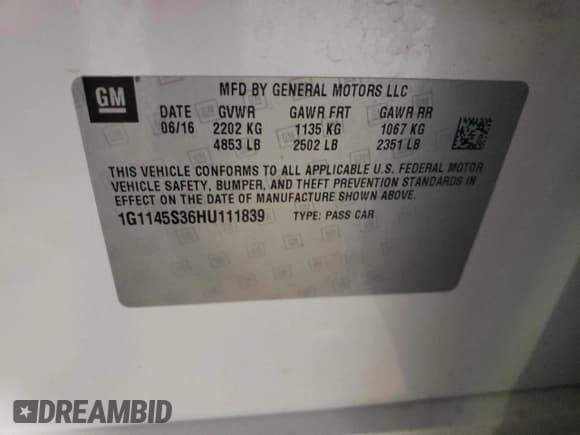 GM
MFD BY GENERAL MOTORS LLC
DATE GVWR GAWR FRT GAWR RR
06/16 2202 KG 1135 KG 1067 KG
4853 LB 2502 LB 2351 LB
THIS VEHICLE CONFORMS TO ALL APPLICABLE U.S. FEDERAL MOTOR
VEHICLE SAFETY, BUMPER, AND THEFT PREVENTION STANDARDS IN
EFFECT ON THE DATE OF MANUFACTURE SHOWN ABOVE.
1G1145S36HU111839 TYPE: PASS CAR
DREAMBID